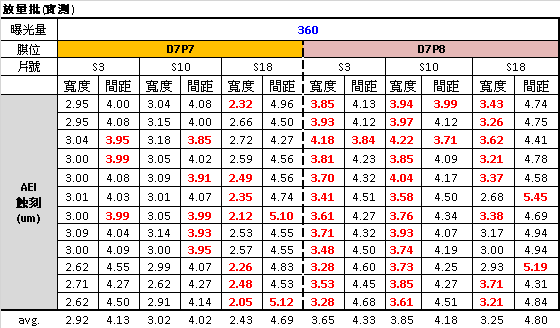 放量批(實測)
曝光量 360
膜位 D7P7 D7P8
片號 S3 S10 S18 S3 S10 S18
寬度 間距 寬度 間距 寬度 間距 寬度 間距 寬度 間距 寬度 間距
2.95 4.00 3.04 4.08 2.32 4.96 3.85 4.13 3.94 3.99 3.43 4.74
2.95 4.08 3.15 4.00 2.66 4.50 3.93 4.12 3.97 4.12 3.26 4.75
3.04 3.95 3.18 3.85 2.72 4.27 4.18 3.84 4.22 3.71 3.62 4.41
3.00 3.99 3.05 4.02 2.59 4.56 3.81 4.23 3.85 4.09 3.21 4.78
3.00 4.08 3.09 3.91 2.49 4.56 3.70 4.32 4.04 4.17 3.37 4.58
3.01 4.03 3.01 4.07 2.35 4.74 3.41 4.51 3.58 4.50 2.68 5.45
3.00 3.99 3.05 3.99 2.12 5.10 3.61 4.27 3.76 4.34 3.38 4.69
3.09 4.04 3.14 3.93 2.53 4.55 3.71 4.32 3.93 4.07 3.17 4.94
3.00 4.09 3.00 3.95 2.57 4.55 3.48 4.50 3.74 4.19 3.00 4.94
2.62 4.55 2.99 4.07 2.26 4.83 3.28 4.60 3.73 4.25 2.93 5.19
2.71 4.27 2.62 4.27 2.48 4.53 3.53 4.45 3.85 4.27 3.71 4.31
2.62 4.50 2.91 4.14 2.05 5.12 3.28 4.68 3.61 4.51 3.21 4.84
AEI
蝕刻
(um)
avg. 2.92 4.13 3.02 4.02 2.43 4.69 3.65 4.33 3.85 4.18 3.25 4.80